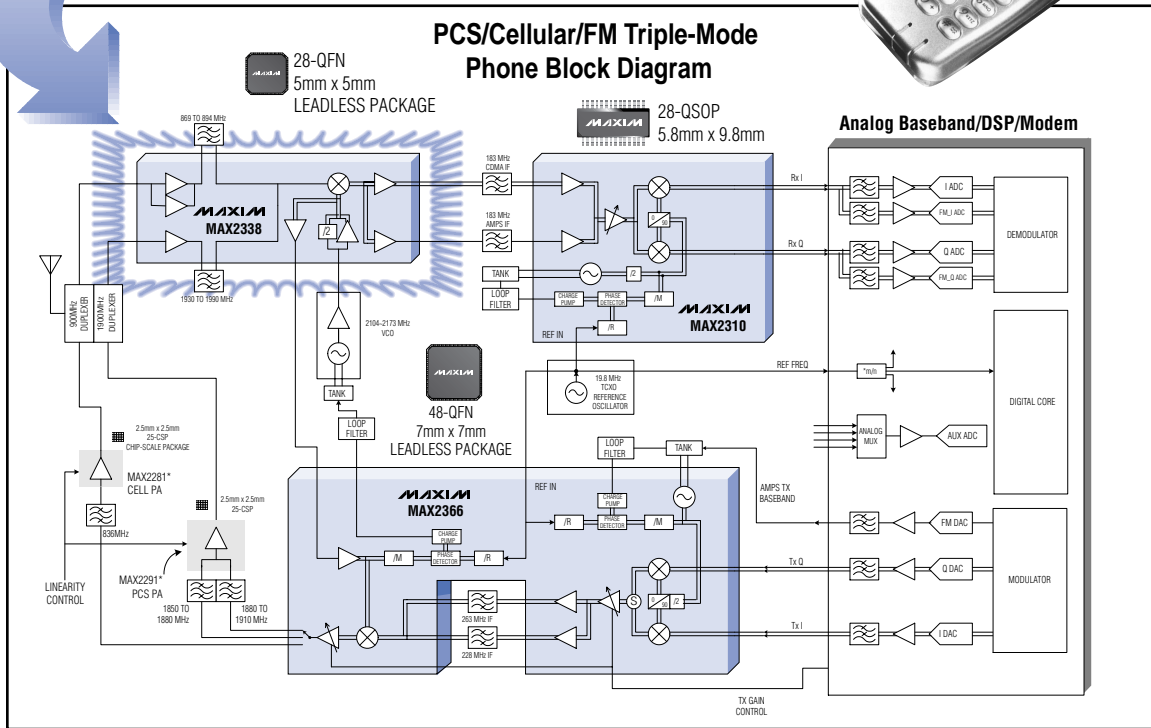 PCS/Cellular/FM Triple-Mode
Phone Block Diagram
MAXIM
28-QFN
5mm x 5mm
LEADLESS PACKAGE
MAXIM
28-QSOP
5.8mm x 9.8mm
Analog Baseband/DSP/Modem
869 TO 894 MHz
MAXIM
MAX2338
/2
1930 TO 1990 MHz
183 MHz
CDMA IF
183 MHz
AMPS IF
0
90
/2
TANK
LOOP
FILTER
CHARGE
PUMP
PHASE
DETECTOR
/M
/R
MAXIM
MAX2310
REF IN
Rx I
Rx Q
I ADC
FM_I ADC
Q ADC
FM_Q ADC
DEMODULATOR
900MHz
DUPLEXER
1900MHz
DUPLEXER
2104–2173 MHz
VCO
TANK
LOOP
FILTER
MAXIM
48-QFN
7mm x 7mm
LEADLESS PACKAGE
19.8 MHz
TCXO
REFERENCE
OSCILLATOR
REF FREQ
*m/n
DIGITAL CORE
ANALOG
MUX
AUX ADC
2.5mm x 2.5mm
25-CSP
CHIP-SCALE PACKAGE
MAX2281*
CELL PA
836MHz
2.5mm x 2.5mm
25-CSP
MAX2291*
PCS PA
LINEARITY
CONTROL
1850 TO
1880 MHz
1880 TO
1910 MHz
MAXIM
MAX2366
REF IN
LOOP
FILTER
TANK
CHARGE
PUMP
/R
PHASE
DETECTOR
/M
CHARGE
PUMP
/M
PHASE
DETECTOR
/R
AMPS TX
BASEBAND
263 MHz IF
228 MHz IF
S
0
90
/2
Tx Q
Tx I
FM DAC
Q DAC
I DAC
MODULATOR
TX GAIN
CONTROL